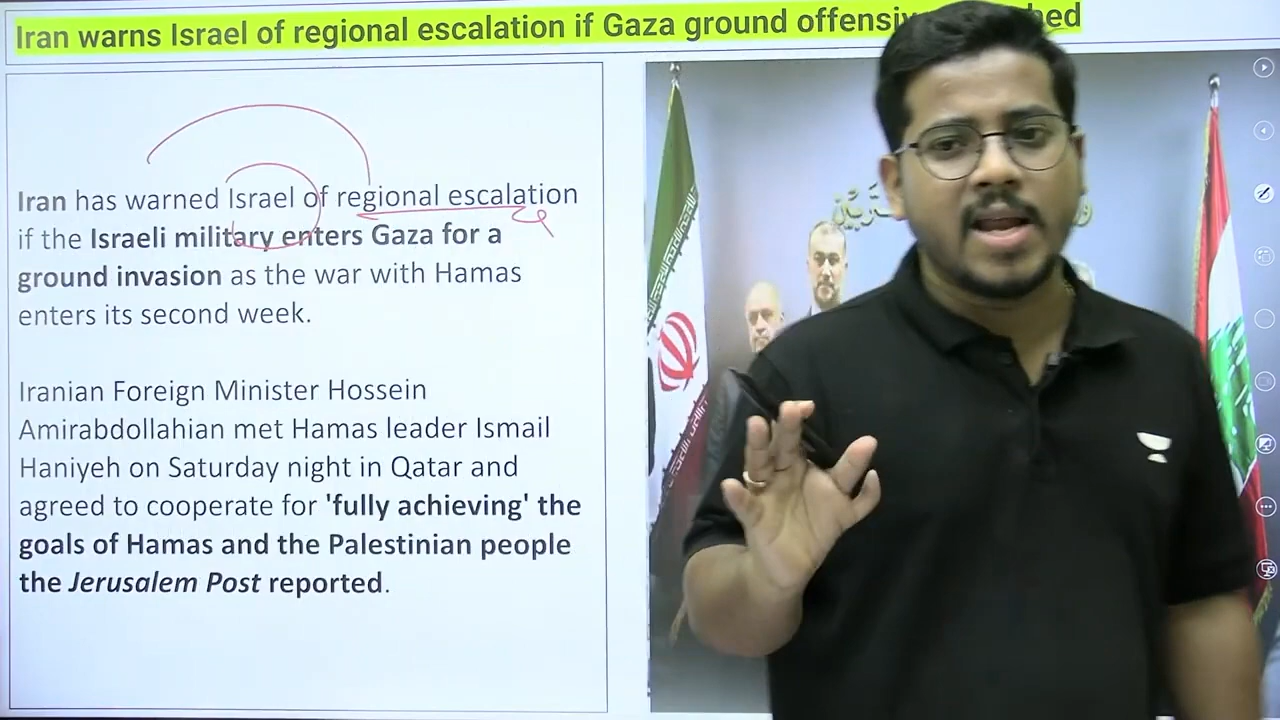 Iran warns Israel of regional escalation if Gaza ground
Iran has warned Israel of regional escalation
if the Israeli military enters Gaza for a
ground invasion as the war with Hamas
enters its second week.
Iranian Foreign Minister Hossein
Amirabdollahian met Hamas leader Ismail
Haniyeh on Saturday night in Qatar and
agreed to cooperate for 'fully achieving' the
goals of Hamas and the Palestinian people
the Jerusalem Post reported.